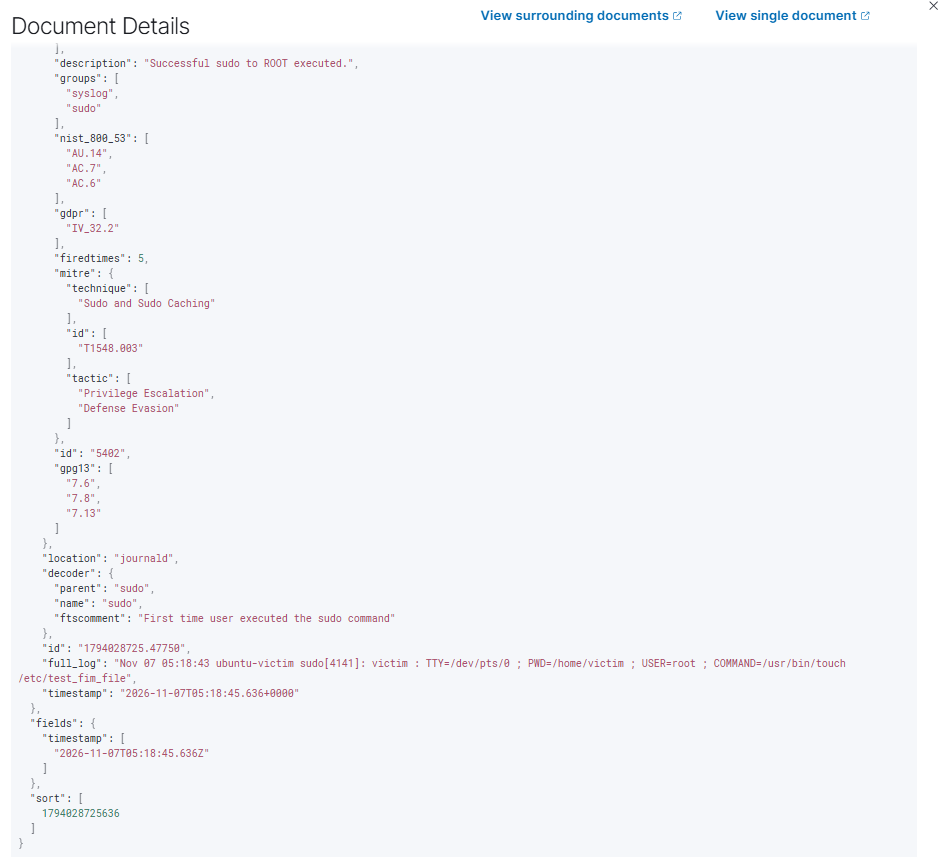 Document Details
View surrounding documents
View single document
],
"description": "Successful sudo to ROOT executed.",
"groups": [
"syslog",
"sudo"
],
"nist_800_53": [
"AU.14",
"AC.7",
"AC.6"
],
"gdpr": [
"IV_32.2"
],
"firedtimes": 5,
"mitre": {
"technique": [
"Sudo and Sudo Caching"
],
"id": [
"T1548.003"
],
"tactic": [
"Privilege Escalation",
"Defense Evasion"
]
},
"id": "5402",
"gpg13": [
"7.6",
"7.8",
"7.13"
]
},
"location": "journald",
"decoder": {
"parent": "sudo",
"name": "sudo",
"ftscomment": "First time user executed the sudo command"
},
"id": "1794028725.47750",
"full_log": "Nov 07 05:18:43 ubuntu-victim sudo[4141]: victim : TTY=/dev/pts/0 ; PWD=/home/victim ; USER=root ; COMMAND=/usr/bin/touch
/etc/test_fim_file",
"timestamp": "2026-11-07T05:18:45.636+0000"
},
"fields": {
"timestamp": [
"2026-11-07T05:18:45.636Z"
]
},
"sort": [
1794028725636
]
}